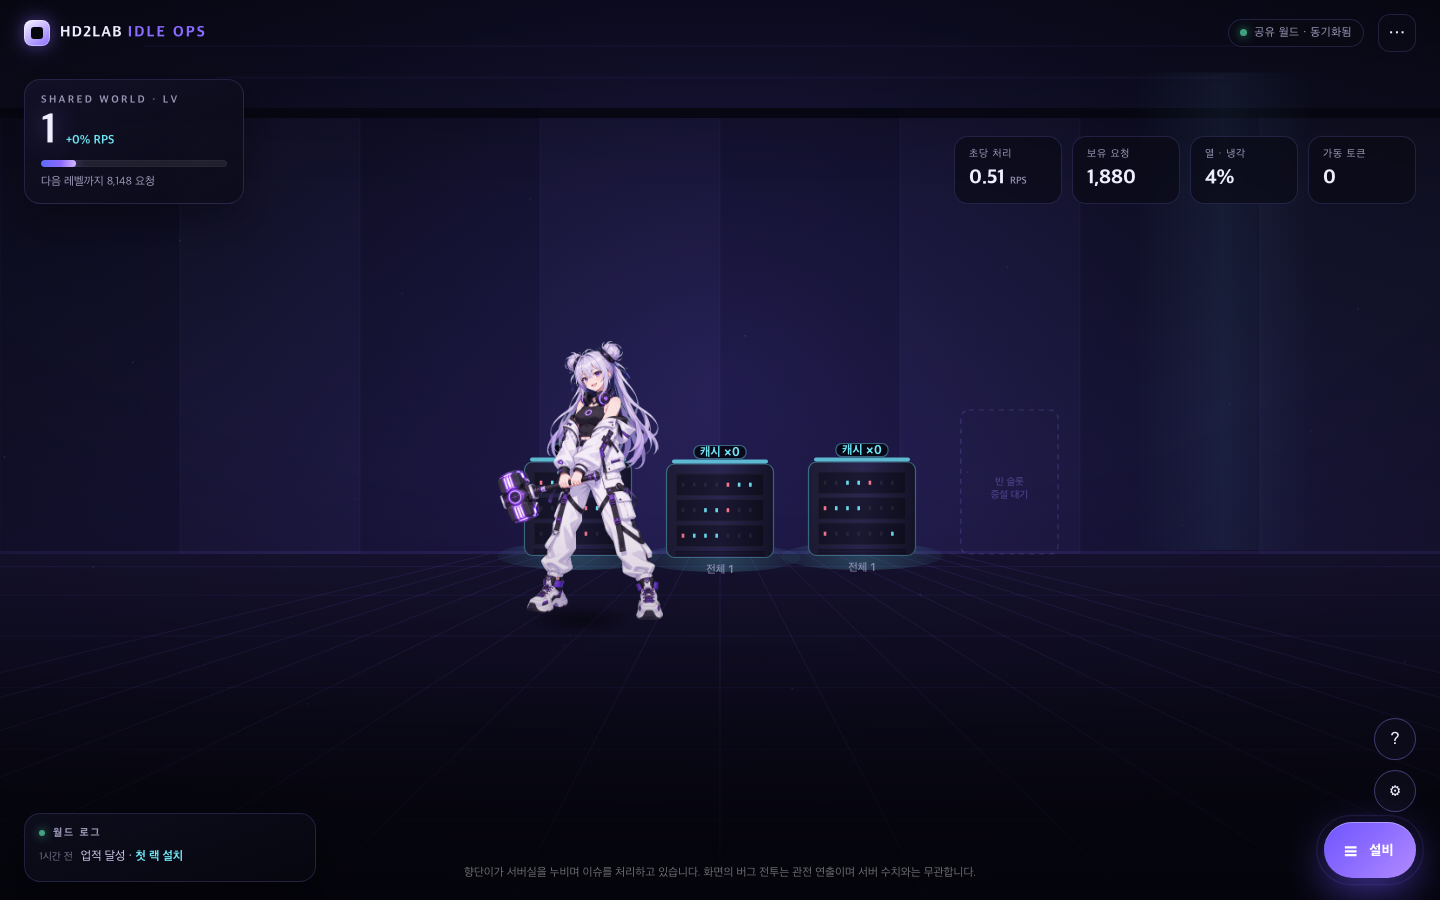 HD2LAB IDLE OPS
공유 월드 · 동기화됨
SHARED WORLD · LV
1 +0% RPS
다음 레벨까지 8,148 요청
초당 처리
0.51 RPS
보유 요청
1,880
열 · 냉각
4%
가동 토큰
0
캐시 ×0
캐시 ×0
빈 슬롯
증설 대기
전체 1
전체 1
?
월드 로그
1시간 전 업적 달성 · 첫 랙 설치
향단이가 서버실을 누비며 이슈를 처리하고 있습니다. 화면의 버그 전투는 관전 연출이며 서버 수치와는 무관합니다.
설비